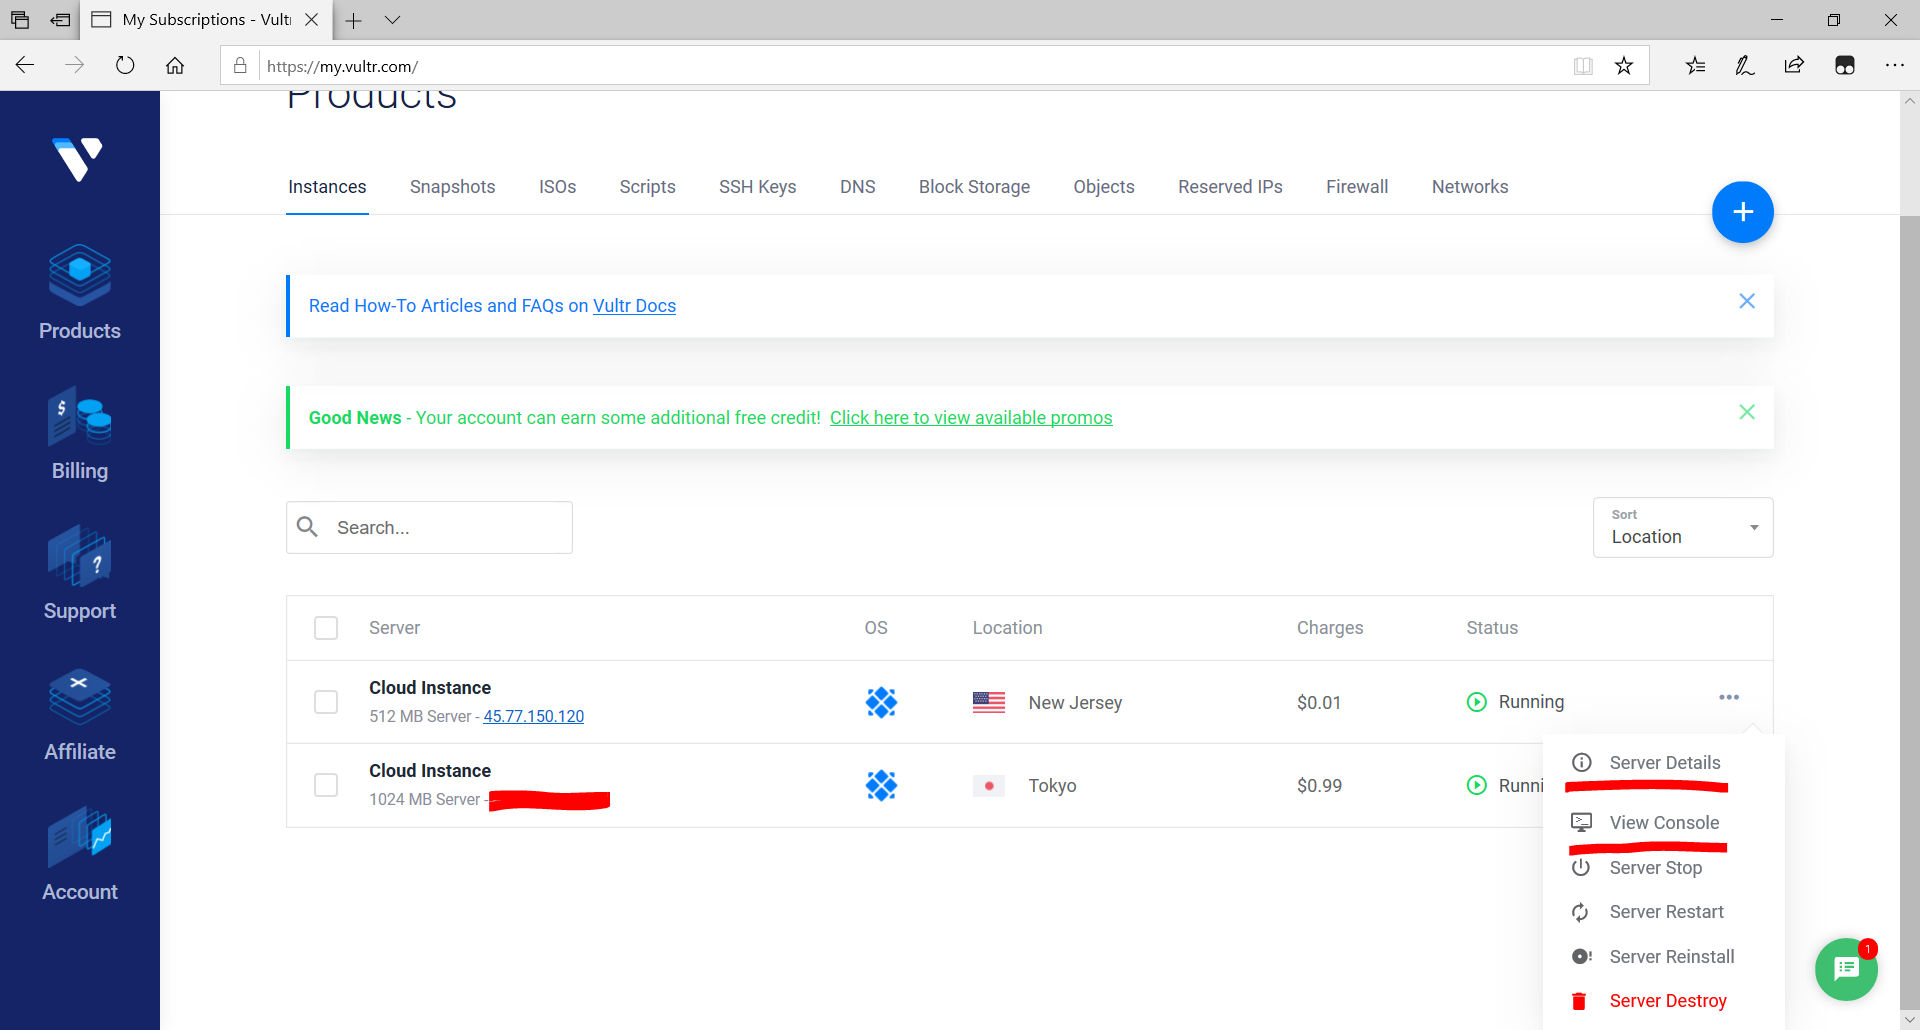 My Subscriptions - Vultr
https://my.vultr.com/
Products
Instances Snapshots ISOs Scripts SSH Keys DNS Block Storage Objects Reserved IPs Firewall Networks
Read How-To Articles and FAQs on Vultr Docs
Good News - Your account can earn some additional free credit! Click here to view available promos
Search...
Sort
Location
Server OS Location Charges Status
Cloud Instance
512 MB Server - 45.77.150.120
New Jersey $0.01 Running
Cloud Instance
1024 MB Server -
Tokyo $0.99 Runni
Server Details
View Console
Server Stop
Server Restart
Server Reinstall
Server Destroy
Products
Billing
Support
Affiliate
Account
1